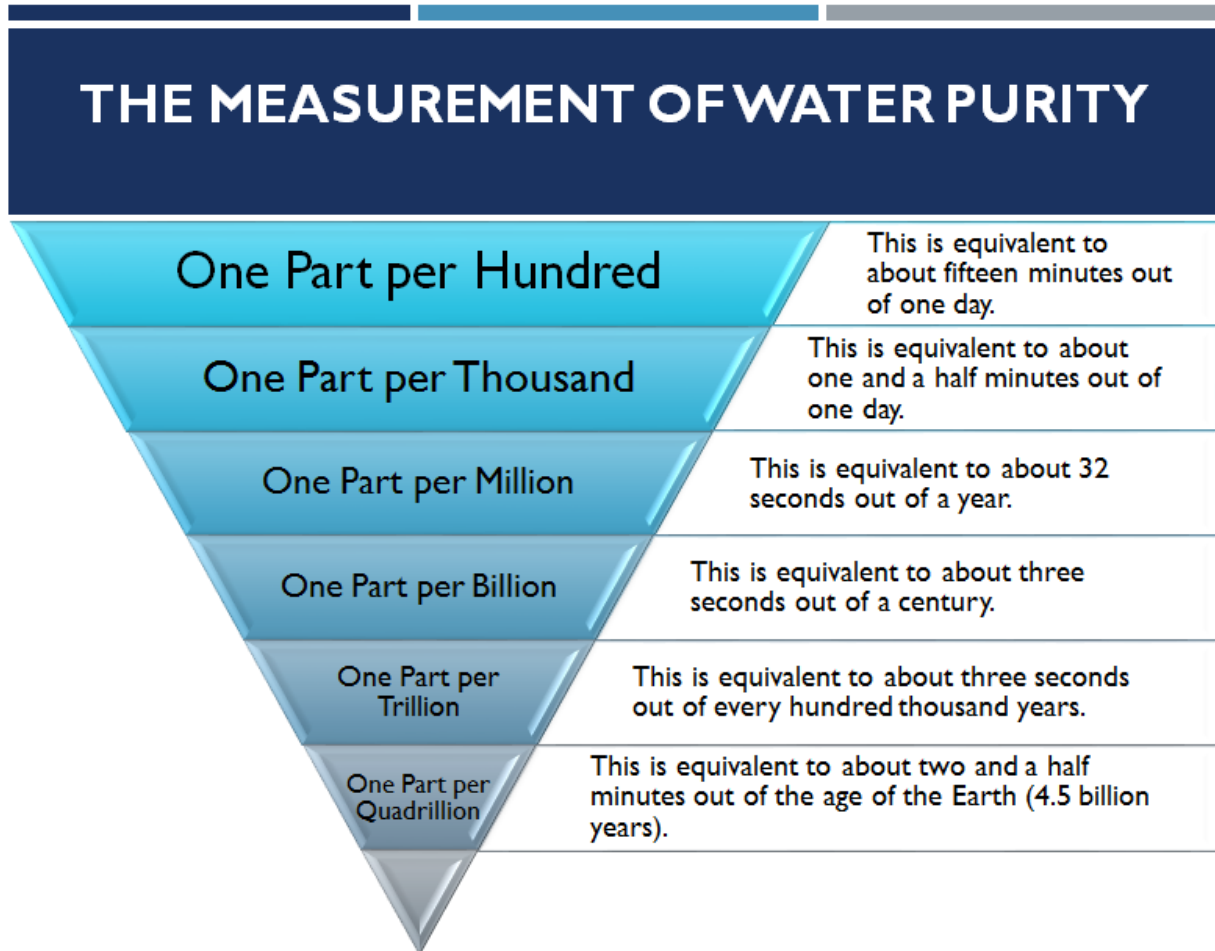 THE MEASUREMENT OF WATER PURITY
One Part per Hundred
This is equivalent to
about fifteen minutes out
of one day.
One Part per Thousand
This is equivalent to about
one and a half minutes out of
one day.
One Part per Million
This is equivalent to about 32
seconds out of a year.
One Part per Billion
This is equivalent to about three
seconds out of a century.
One Part per
Trillion
This is equivalent to about three seconds
out of every hundred thousand years.
One Part per
Quadrillion
This is equivalent to about two and a half
minutes out of the age of the Earth (4.5 billion
years).